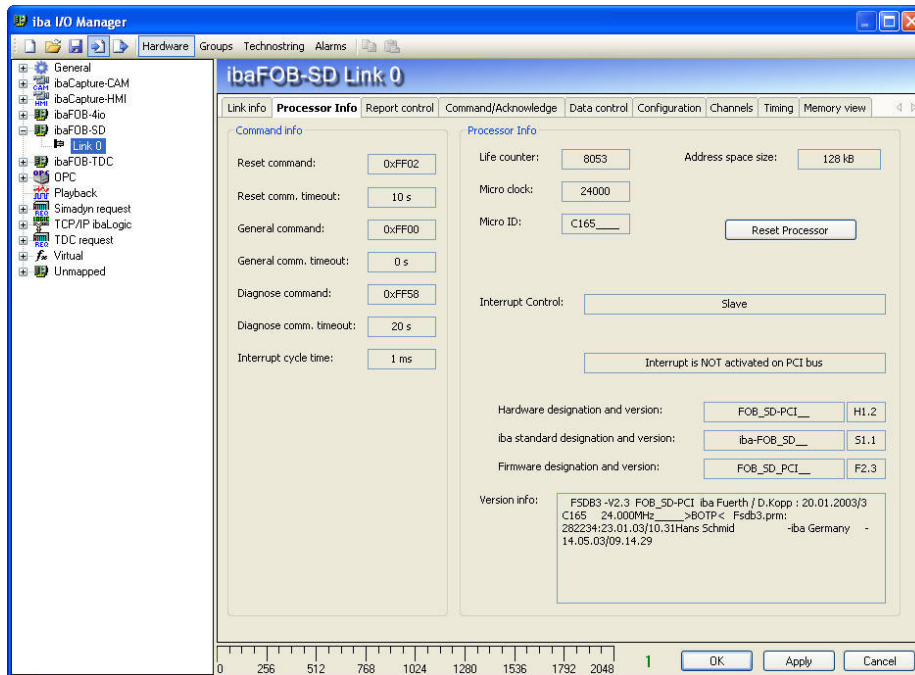 iba I/O Manager
Hardware Groups Technostring Alarms
General
CAM ibaCapture-CAM
HMI ibaCapture-HMI
ibaFOB-4io
ibaFOB-SD
Link 0
ibaFOB-TDC
OPC OPC
Playback
REQ Simadyn request
TCP/IP ibaLogic
REQ TDC request
fx Virtual
Unmapped
ibaFOB-SD Link 0
Link info Processor Info Report control Command/Acknowledge Data control Configuration Channels Timing Memory view
Command info
Reset command: 0xFF02
Reset comm. timeout: 10 s
General command: 0xFF00
General comm. timeout: 0 s
Diagnose command: 0xFF58
Diagnose comm. timeout: 20 s
Interrupt cycle time: 1 ms
Processor Info
Life counter: 8053 Address space size: 128 kB
Micro clock: 24000
Micro ID: C165____ Reset Processor
Interrupt Control: Slave
Interrupt is NOT activated on PCI bus
Hardware designation and version: FOB_SD-PCI__ H1.2
iba standard designation and version: iba-FOB_SD__ S1.1
Firmware designation and version: FOB_SD_PCI__ F2.3
Version info: FSDB3 -V2.3 FOB_SD-PCI iba Fuerth / D.Kopp : 20.01.2003/3
C165 24.000MHz_____>BOTP< Fsdb3.prm:
282234:23.01.03/10.31Hans Schmid -iba Germany -
14.05.03/09.14.29
0 256 512 768 1024 1280 1536 1792 2048 1 OK Apply Cancel